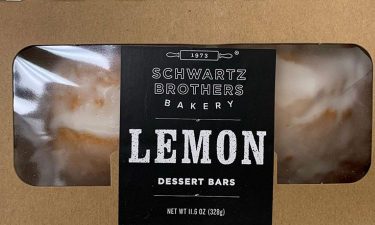 1973
SCHWARTZ
BROTHERS
BAKERY
LEMON
DESSERT BARS
NET WT 11.6 OZ (328g)